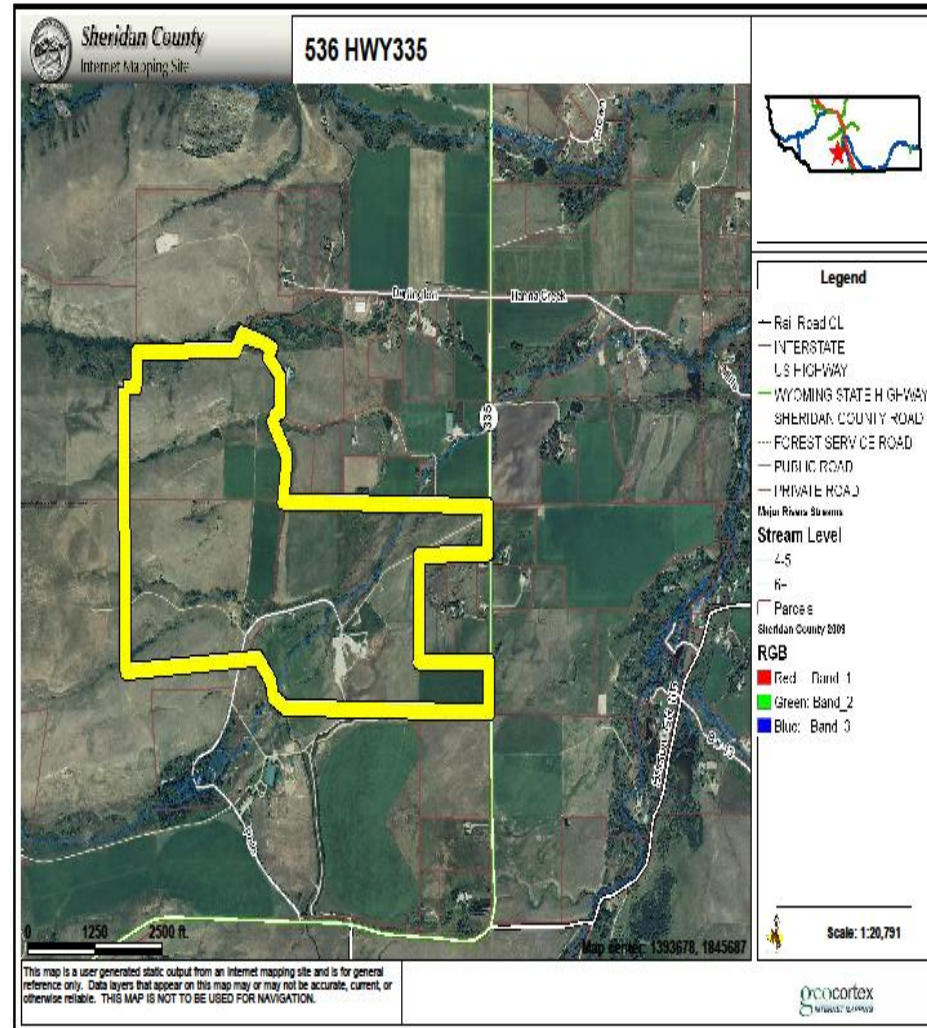 Sheridan County
Internet Mapping Site
536 HWY335
Hanna Creek
335
0 1250 2500 ft.
Map center: 1393678, 1845687
Legend
INTERSTATE
US HIGHWAY
WYOMING STATE HIGHWAY
SHERIDAN COUNTY ROAD
FOREST SERVICE ROAD
PUBLIC ROAD
PRIVATE ROAD
Major Rivers Streams
Stream Level
4-5
Parcels
Sheridan County 2009
RGB
Red: Band_1
Green: Band_2
Blue: Band_3
Scale: 1:20,791
This map is a user generated static output from an Internet mapping site and is for general
reference only. Data layers that appear on this map may or may not be accurate, current, or
otherwise reliable. THIS MAP IS NOT TO BE USED FOR NAVIGATION.
geocortex
INTERNET MAPPING